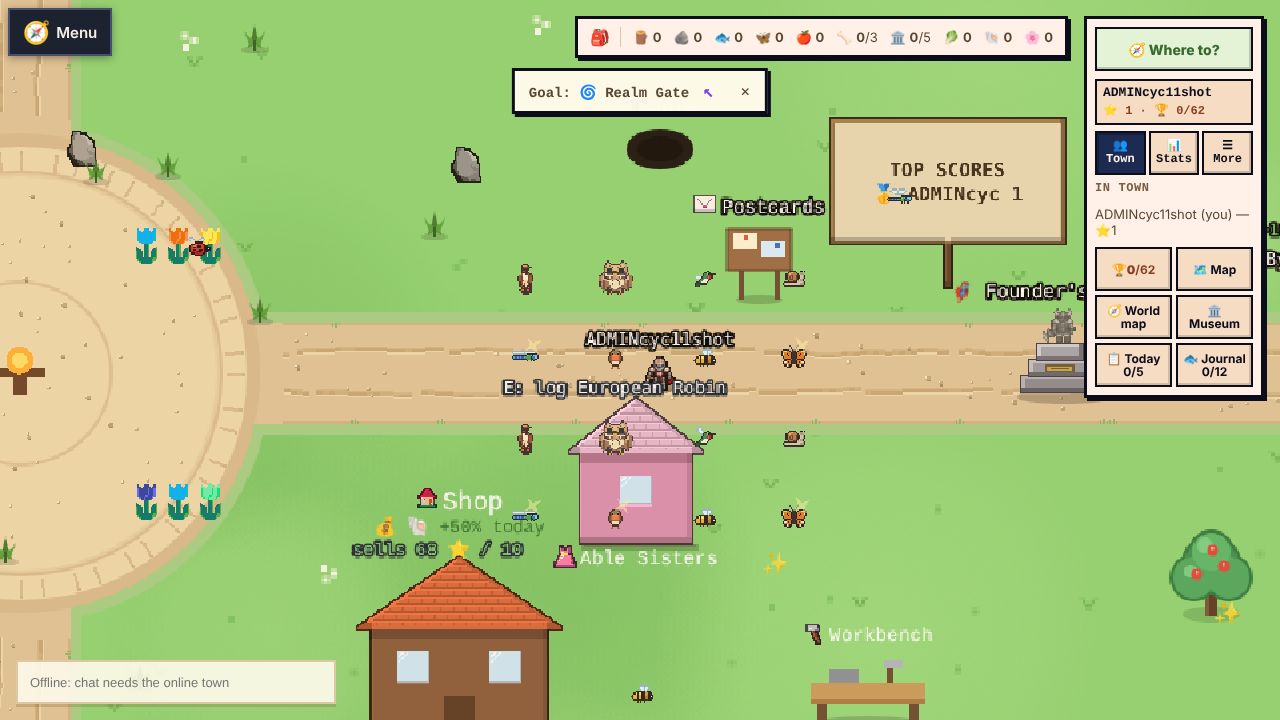 Menu
0 0 0 0 0 0/3 0/5 0 0 0
Where to?
Goal: Realm Gate ×
ADMINcyc11shot
1 · 0/62
Town
Stats
More
IN TOWN
ADMINcyc11shot (you) —
1
0/62
Map
World map
Museum
Today 0/5
Journal 0/12
TOP SCORES
ADMINcyc 1
Postcards
Founder's
ADMINcyc11shot
E: log European Robin
Shop
+50% today
sells 68 / 10
Able Sisters
Workbench
Offline: chat needs the online town